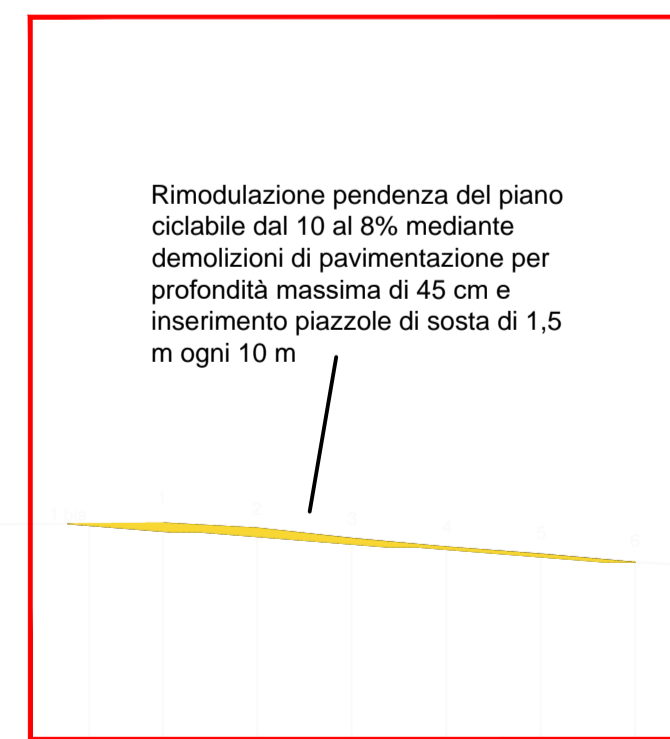 Rimodulazione pendenza del piano
ciclabile dal 10 al 8% mediante
demolizioni di pavimentazione per
profondità massima di 45 cm e
inserimento piazzole di sosta di 1,5
m ogni 10 m
1
2
3
4
5
6